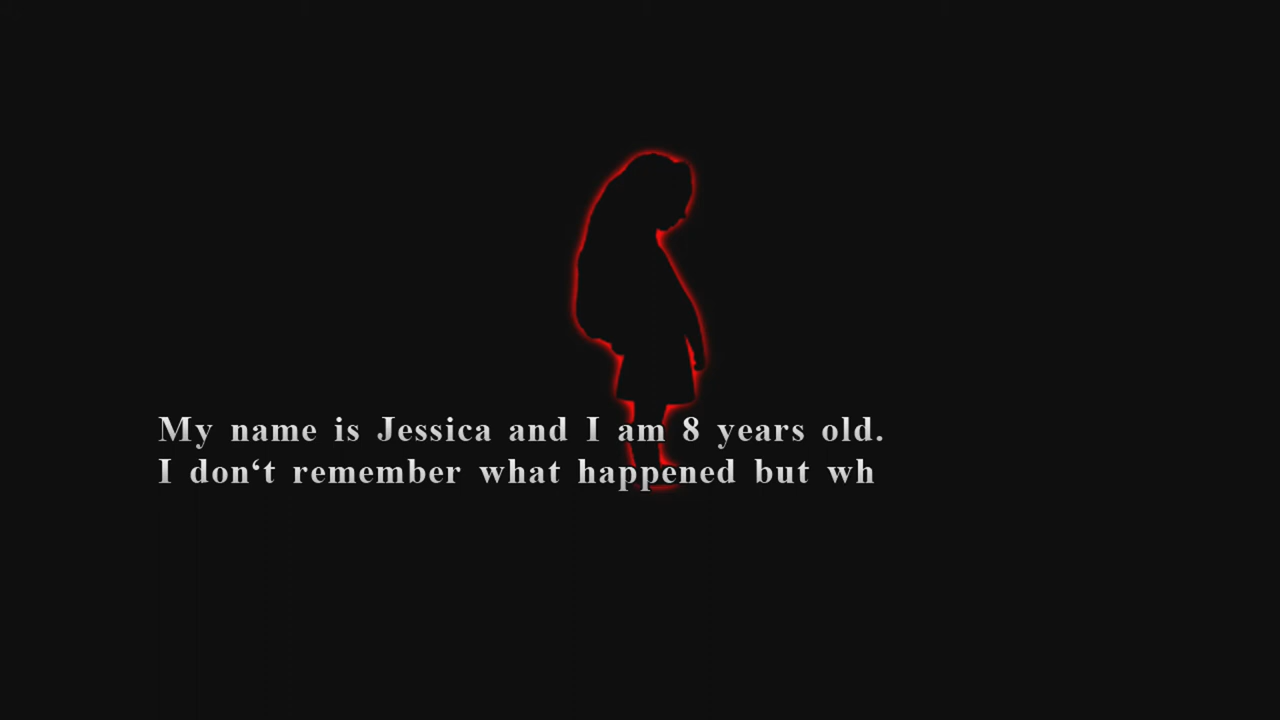 My name is Jessica and I am 8 years old.
I don‘t remember what happened but wh